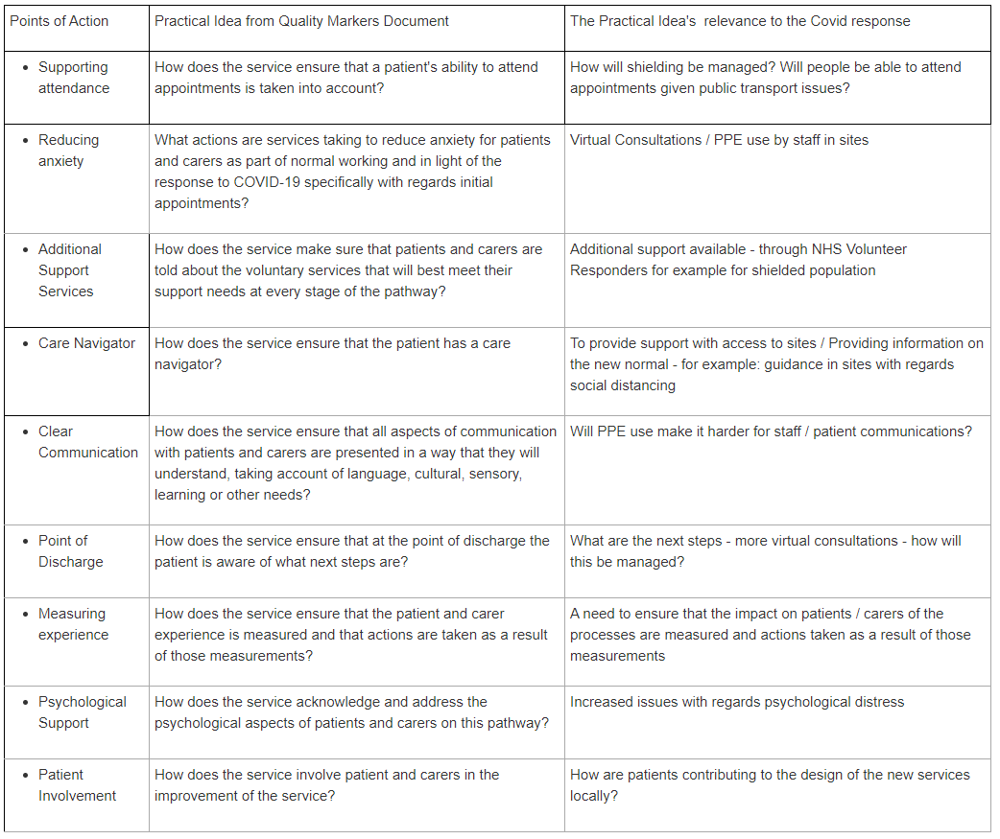 Points of Action
Practical Idea from Quality Markers Document
The Practical Idea's  relevance to the Covid response
• Supporting
attendance
How does the service ensure that a patient's ability to attend
appointments is taken into account?
How will shielding be managed? Will people be able to attend
appointments given public transport issues?
• Reducing
anxiety
What actions are services taking to reduce anxiety for patients
and carers as part of normal working and in light of the
response to COVID-19 specifically with regards initial
appointments?
Virtual Consultations / PPE use by staff in sites
• Additional
Support
Services
How does the service make sure that patients and carers are
told about the voluntary services that will best meet their
support needs at every stage of the pathway?
Additional support available - through NHS Volunteer
Responders for example for shielded population
• Care Navigator
How does the service ensure that the patient has a care
navigator?
To provide support with access to sites / Providing information on
the new normal - for example: guidance in sites with regards
social distancing
• Clear
Communication
How does the service ensure that all aspects of communication
with patients and carers are presented in a way that they will
understand, taking account of language, cultural, sensory,
learning or other needs?
Will PPE use make it harder for staff / patient communications?
• Point of
Discharge
How does the service ensure that at the point of discharge the
patient is aware of what next steps are?
What are the next steps - more virtual consultations - how will
this be managed?
• Measuring
experience
How does the service ensure that the patient and carer
experience is measured and that actions are taken as a result
of those measurements?
A need to ensure that the impact on patients / carers of the
processes are measured and actions taken as a result of those
measurements
• Psychological
Support
How does the service acknowledge and address the
psychological aspects of patients and carers on this pathway?
Increased issues with regards psychological distress
• Patient
Involvement
How does the service involve patient and carers in the
improvement of the service?
How are patients contributing to the design of the new services
locally?